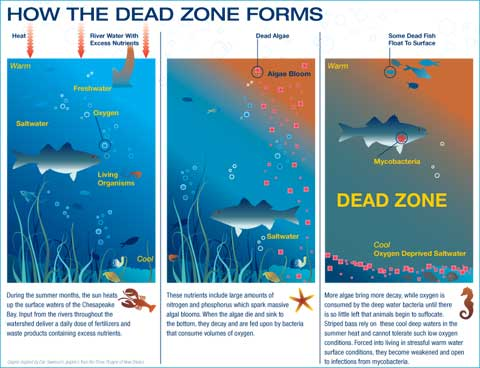 HOW THE DEAD ZONE FORMS
Heat
River Water With
Excess Nutrients
Dead Algae
Some Dead Fish
Float To Surface
Warm
Freshwater
Oxygen
Saltwater
Living
Organisms
Cool
Algae Bloom
Saltwater
Warm
Mycobacteria
DEAD ZONE
Cool
Oxygen Deprived Saltwater
During the summer months, the sun heats
up the surface waters of the Chesapeake
Bay. Input from the rivers throughout the
watershed deliver a daily dose of fertilizers and
waste products containing excess nutrients.
These nutrients include large amounts of
nitrogen and phosphorus which spark massive
algal blooms. When the algae die and sink to
the bottom, they decay and are fed upon by bacteria
that consume volumes of oxygen.
More algae bring more decay, while oxygen is
consumed by the deep water bacteria until there
is so little left that animals begin to suffocate.
Striped bass rely on these cool deep waters in the
summer heat and cannot tolerate such low oxygen
conditions. Forced into living in stressful warm water
surface conditions, they become weakened and open
to infections from mycobacteria.